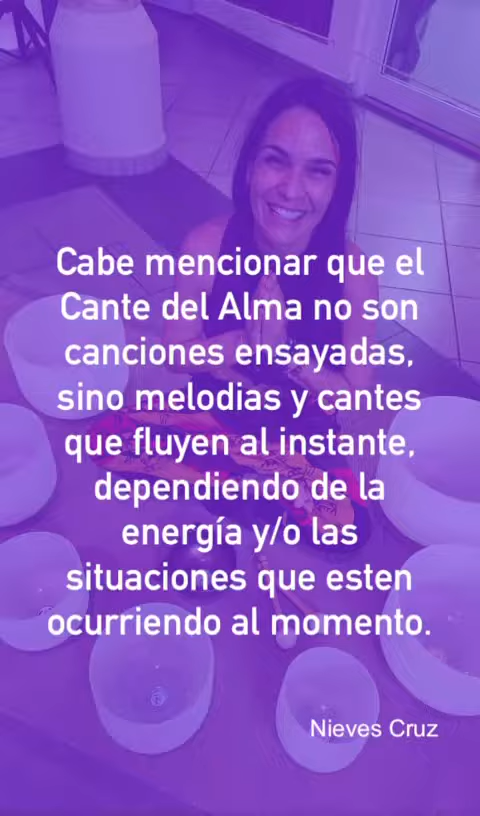 Cabe mencionar que el
Cante del Alma no son
canciones ensayadas,
sino melodias y cantes
que fluyen al instante,
dependiendo de la
energía y/o las
situaciones que esten
ocurriendo al momento.
Nieves Cruz